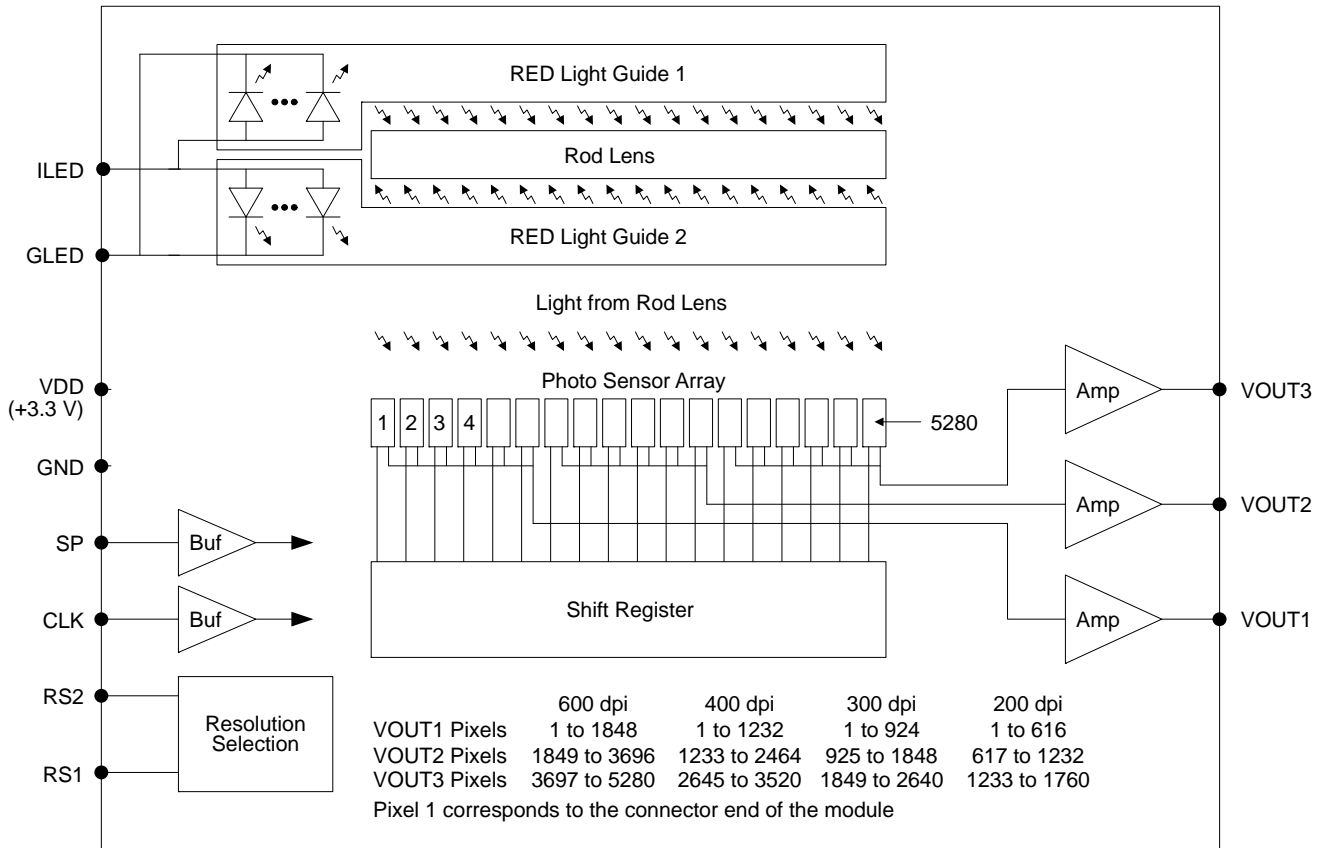 RED Light Guide 1
Rod Lens
ILED
RED Light Guide 2
GLED
Light from Rod Lens
VDD
(+3.3 V)
Photo Sensor Array
1 2 3 4
5280
Amp
VOUT3
GND
Amp
VOUT2
SP
Buf
CLK
Buf
Shift Register
Amp
VOUT1
RS2
Resolution
Selection
RS1
600 dpi 400 dpi 300 dpi 200 dpi
VOUT1 Pixels 1 to 1848 1 to 1232 1 to 924 1 to 616
VOUT2 Pixels 1849 to 3696 1233 to 2464 925 to 1848 617 to 1232
VOUT3 Pixels 3697 to 5280 2645 to 3520 1849 to 2640 1233 to 1760
Pixel 1 corresponds to the connector end of the module